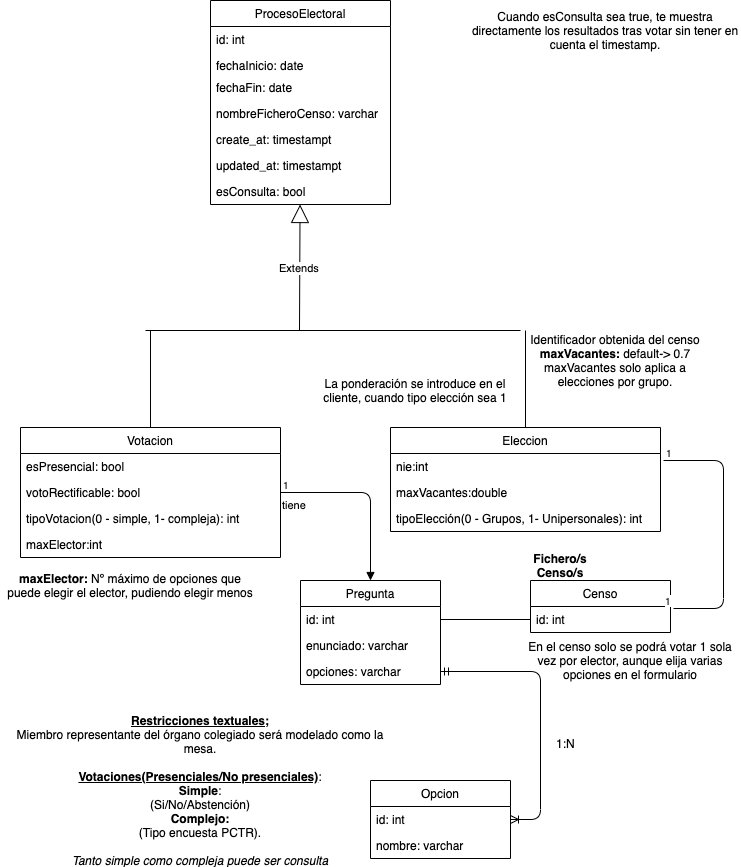 ProcesoElectoral
id: int
fechaInicio: date
fechaFin: date
nombreFicheroCenso: varchar
create_at: timestampt
updated_at: timestampt
esConsulta: bool
Cuando esConsulta sea true, te muestra
directamente los resultados tras votar sin tener en
cuenta el timestamp.
Extends
Identificador obtenida del censo
maxVacantes: default-> 0.7
maxVacantes solo aplica a
elecciones por grupo.
La ponderación se introduce en el
cliente, cuando tipo elección sea 1
Votacion
esPresencial: bool
votoRectificable: bool
tipoVotacion(0 - simple, 1- compleja): int
maxElector:int
1
tiene
Eleccion
nie:int
maxVacantes:double
tipoElección(0 - Grupos, 1- Unipersonales): int
1
maxElector: N° máximo de opciones que
puede elegir el elector, pudiendo elegir menos
Pregunta
id: int
enunciado: varchar
opciones: varchar
Fichero/s
Censo/s
Censo
1
id: int
En el censo solo se podrá votar 1 sola
vez por elector, aunque elija varias
opciones en el formulario
Restricciones textuales;
Miembro representante del órgano colegiado será modelado como la
mesa.
1:N
Votaciones(Presenciales/No presenciales):
Simple:
(Si/No/Abstención)
Complejo:
(Tipo encuesta PCTR).
Tanto simple como compleja puede ser consulta
Opcion
id: int
nombre: varchar